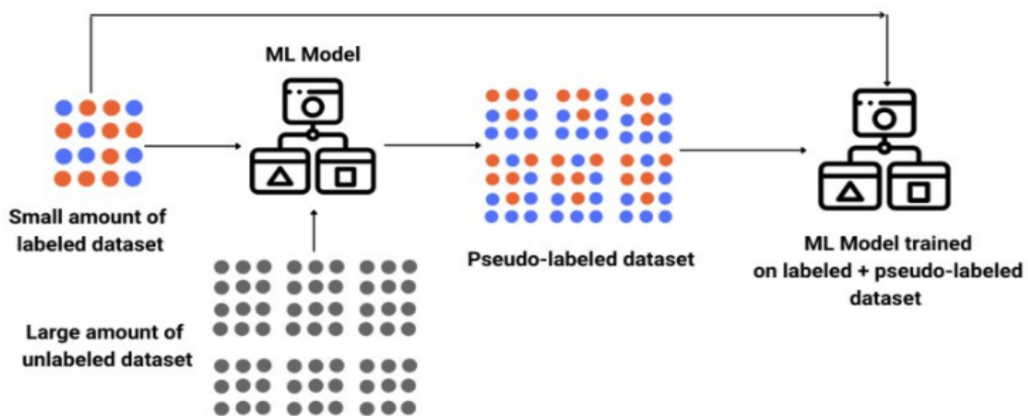 ML Model
Small amount of
labeled dataset
Pseudo-labeled dataset
ML Model trained
on labeled + pseudo-labeled
dataset
Large amount of
unlabeled dataset